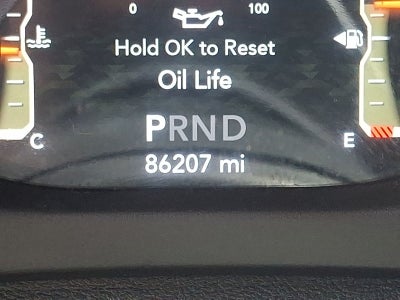 0 100
Hold OK to Reset
Oil Life
PRND
C E
86207 mi